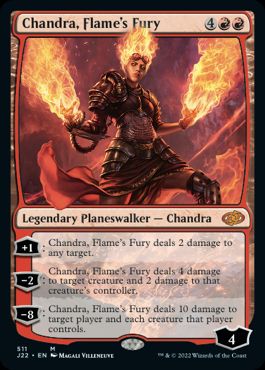 Chandra, Flame's Fury 4
Legendary Planeswalker — Chandra
+1: Chandra, Flame's Fury deals 2 damage to
any target.
-2: Chandra, Flame's Fury deals 4 damage
to target creature and 2 damage to that
creature's controller.
-8: Chandra, Flame's Fury deals 10 damage to
target player and each creature that player
controls.
4
511 M
J22 • EN MAGALI VILLENEUVE
™ & © 2022 Wizards of the Coast